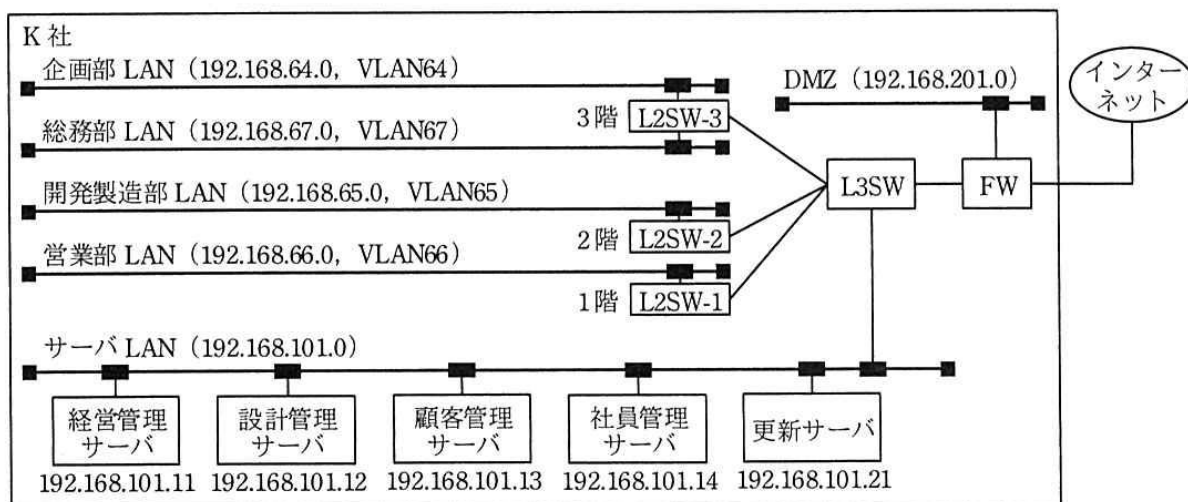 K社
企画部 LAN（192.168.64.0， VLAN64）
DMZ（192.168.201.0）
インター
ネット
3階 L2SW-3
総務部 LAN（192.168.67.0， VLAN67）
L3SW
FW
開発製造部 LAN（192.168.65.0， VLAN65）
2階 L2SW-2
営業部 LAN（192.168.66.0， VLAN66）
1階 L2SW-1
サーバ LAN（192.168.101.0）
経営管理
サーバ
192.168.101.11
設計管理
サーバ
192.168.101.12
顧客管理
サーバ
192.168.101.13
社員管理
サーバ
192.168.101.14
更新サーバ
192.168.101.21